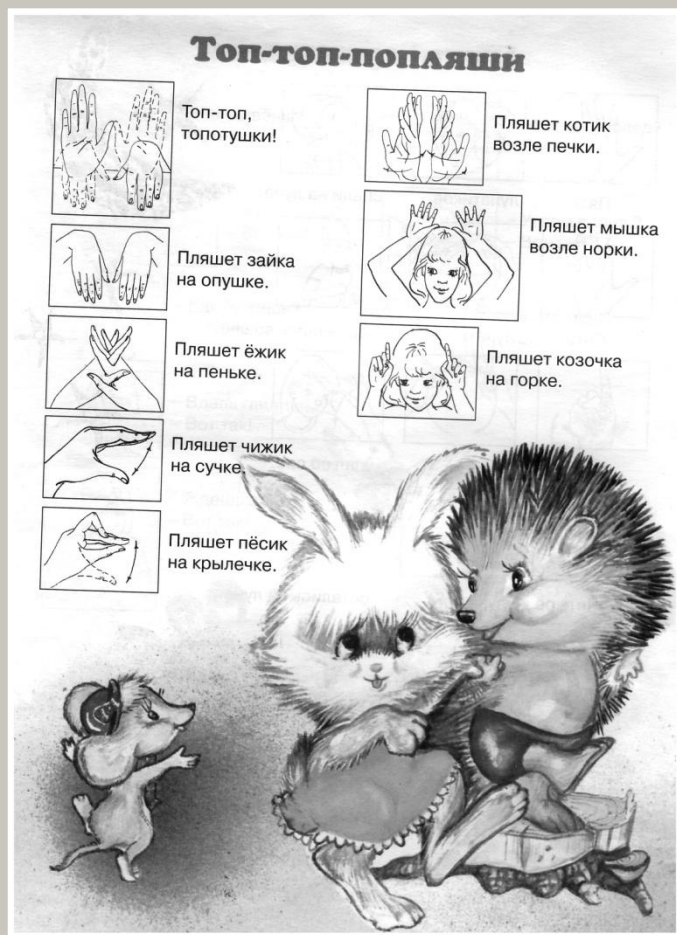 Топ-топ-попляши
Топ-топ,
топотушки!
Пляшет зайка
на опушке.
Пляшет ёжик
на пеньке.
Пляшет чижик
на сучке.
Пляшет пёсик
на крылечке.
Пляшет котик
возле печки.
Пляшет мышка
возле норки.
Пляшет козочка
на горке.